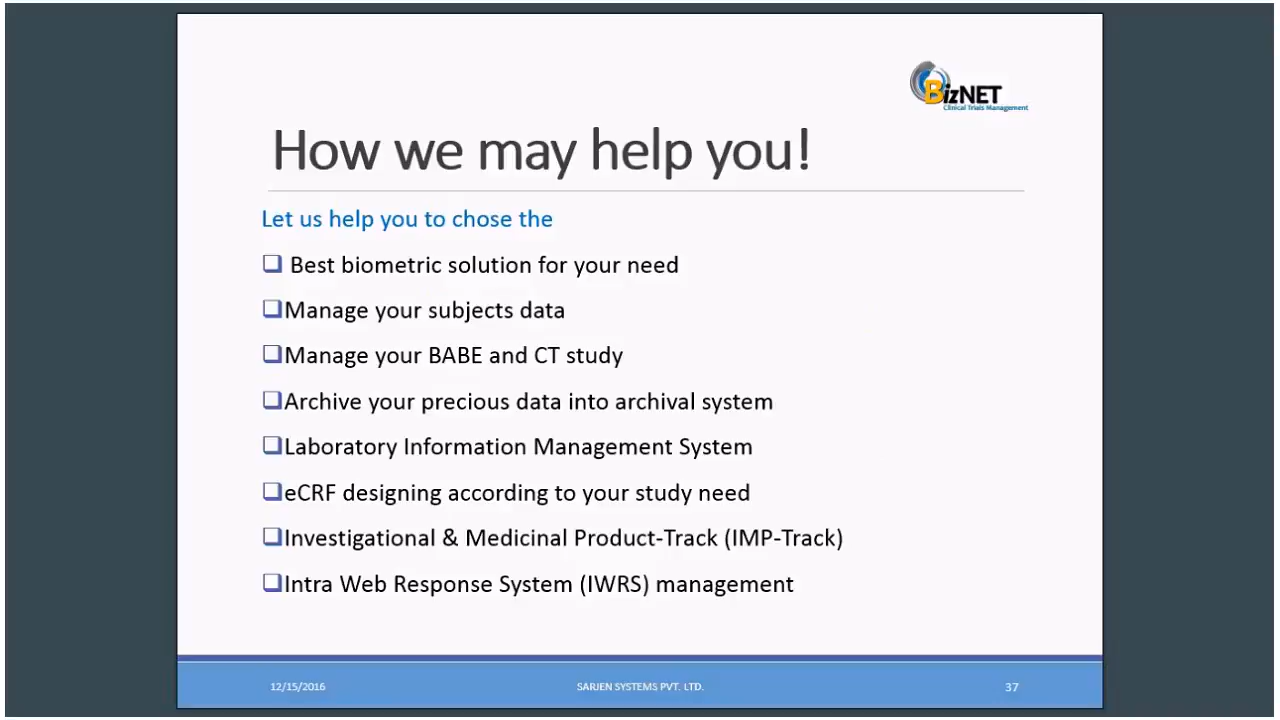 BizNET
Clinical Trials Management
How we may help you!
Let us help you to chose the
Best biometric solution for your need
Manage your subjects data
Manage your BABE and CT study
Archive your precious data into archival system
Laboratory Information Management System
eCRF designing according to your study need
Investigational & Medicinal Product-Track (IMP-Track)
Intra Web Response System (IWRS) management
12/15/2016 SARJEN SYSTEMS PVT. LTD. 37